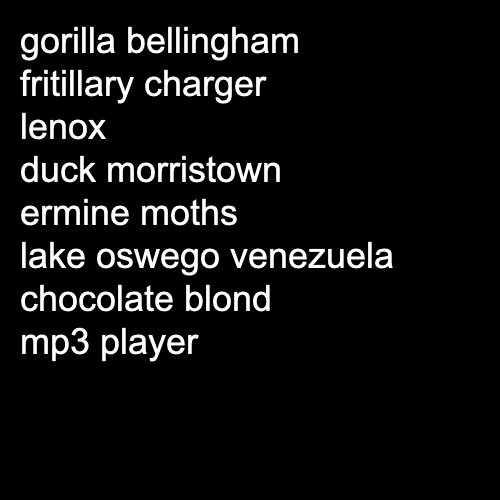 gorilla bellingham
fritillary charger
lenox
duck morristown
ermine moths
lake oswego venezuela
chocolate blond
mp3 player